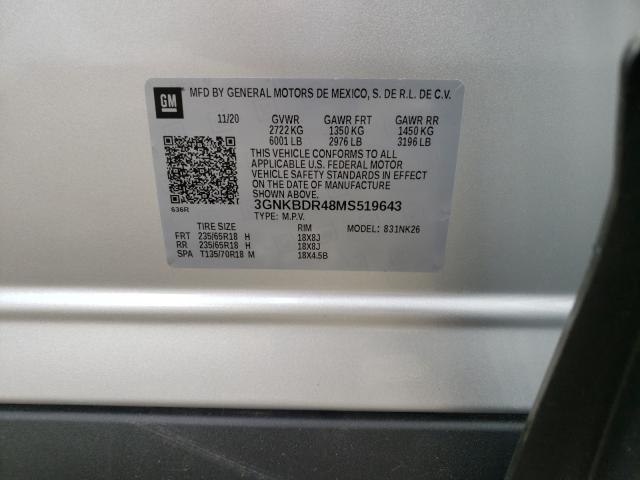 GM
MFD BY GENERAL MOTORS DE MEXICO, S. DE R.L. DE C.V.
11/20 GVWR GAWR FRT GAWR RR
2722 KG 1350 KG 1450 KG
6001 LB 2976 LB 3196 LB
THIS VEHICLE CONFORMS TO ALL
APPLICABLE U.S. FEDERAL MOTOR
VEHICLE SAFETY STANDARDS IN EFFECT
ON THE DATE OF MANUFACTURE
SHOWN ABOVE.
636R
3GNKBDR48MS519643
TYPE: M.P.V.
TIRE SIZE RIM MODEL: 831NK26
FRT 235/65R18 H 18X8J
RR 235/65R18 H 18X8J
SPA T135/70R18 M 18X4.5B